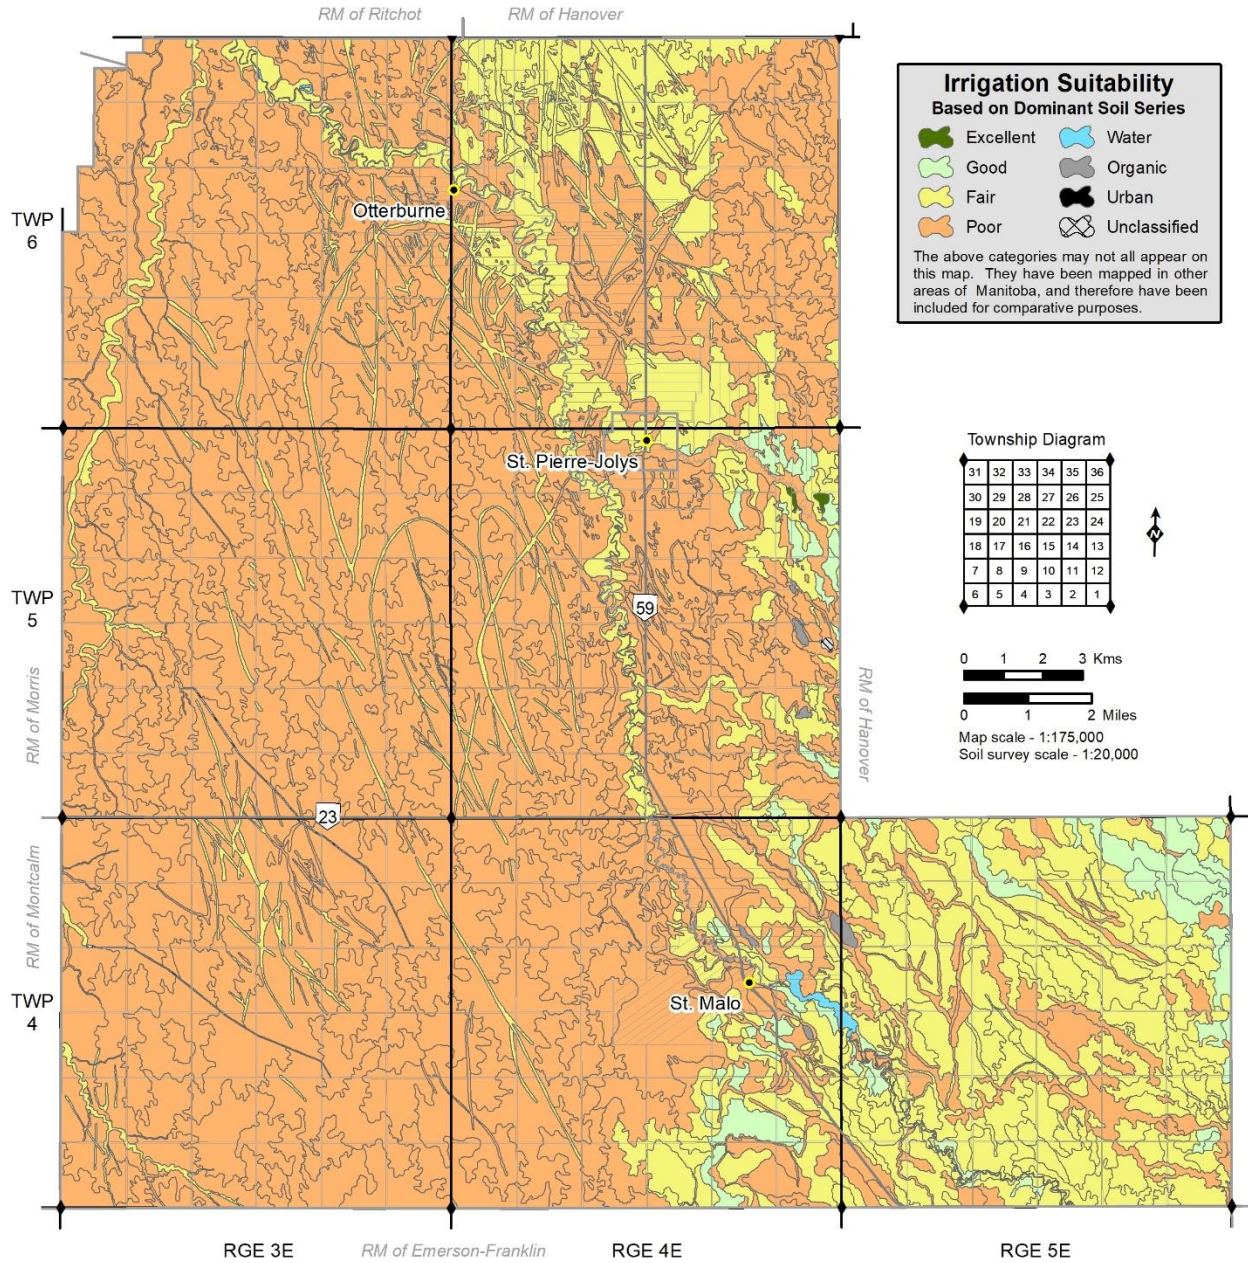 RM of Ritchot
RM of Hanover
Irrigation Suitability
Based on Dominant Soil Series
Excellent
Water
Good
Organic
Fair
Urban
Poor
Unclassified
The above categories may not all appear on
this map. They have been mapped in other
areas of Manitoba, and therefore have been
included for comparative purposes.
TWP
6
Otterburne
St. Pierre-Jolys
Township Diagram
31 32 33 34 35 36
30 29 28 27 26 25
19 20 21 22 23 24
18 17 16 15 14 13
7 8 9 10 11 12
6 5 4 3 2 1
N
TWP
5
59
0 1 2 3 Kms
0 1 2 Miles
Map scale - 1:175,000
Soil survey scale - 1:20,000
RM of Morris
RM of Hanover
23
RM of Montcalm
TWP
4
St. Malo
RGE 3E
RM of Emerson-Franklin
RGE 4E
RGE 5E